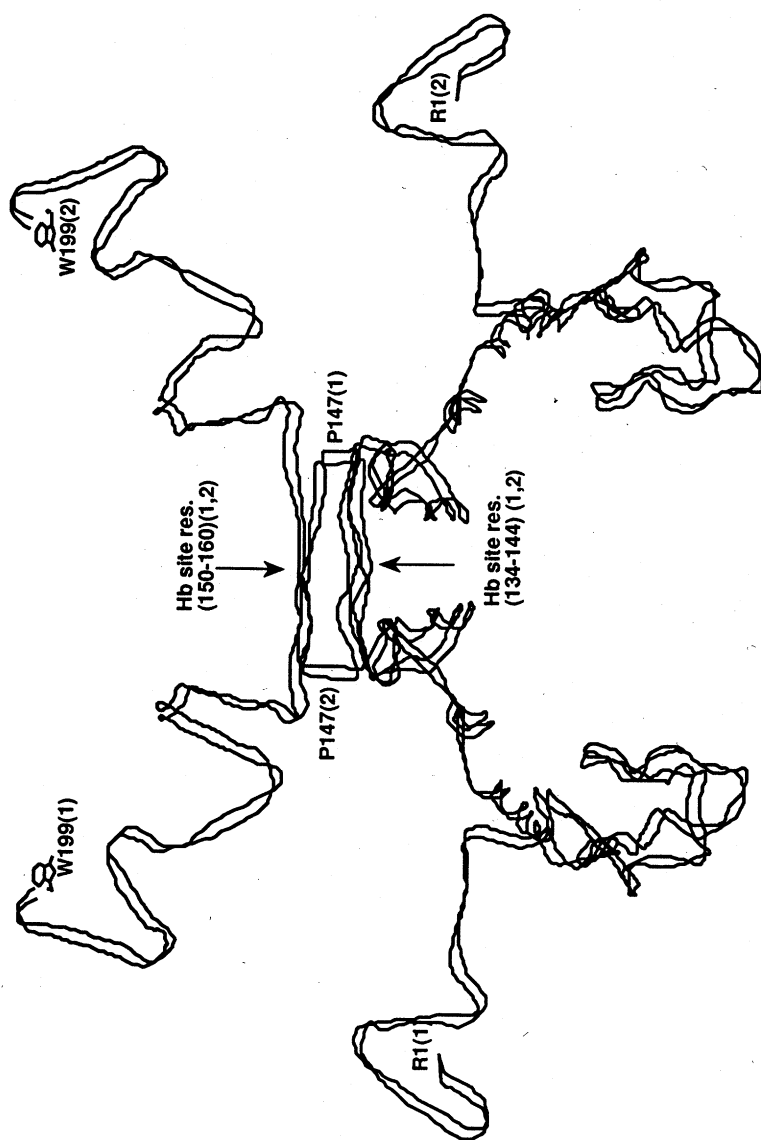 W199(1)
W199(2)
Hb site res.
(150-160)(1,2)
P147(2)
P147(1)
Hb site res.
(134-144) (1,2)
R1(1)
R1(2)